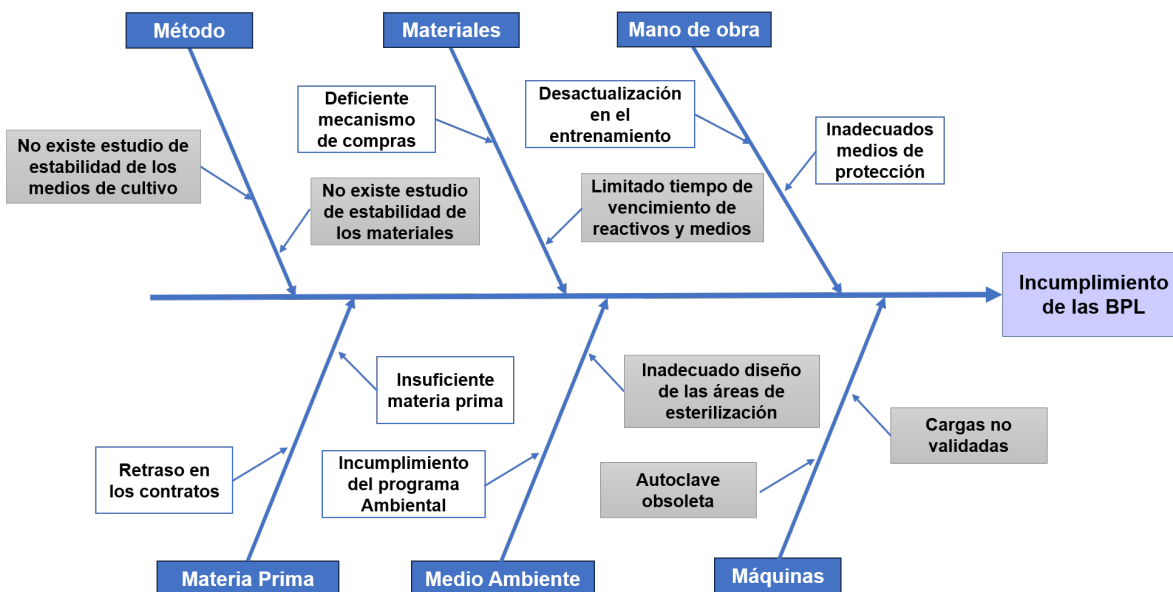 Método
Materiales
Mano de obra
Deficiente
mecanismo
de compras
Desactualización
en el
entrenamiento
No existe estudio de
estabilidad de los
medios de cultivo
Inadecuados
medios de
protección
No existe estudio
de estabilidad de
los materiales
Limitado tiempo de
vencimiento de
reactivos y medios
Incumplimiento
de las BPL
Insuficiente
materia prima
Inadecuado diseño
de las áreas de
esterilización
Cargas no
validadas
Retraso en
los contratos
Incumplimiento
del programa
Ambiental
Autoclave
obsoleta
Materia Prima
Medio Ambiente
Máquinas